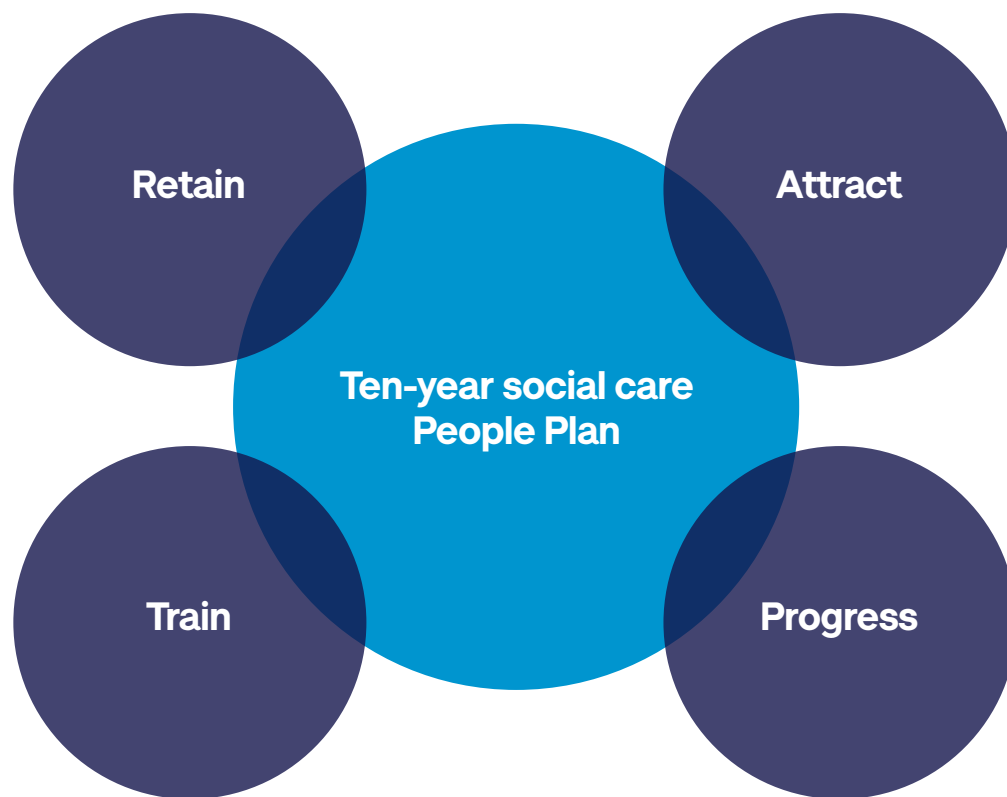 Retain
Attract
Ten-year social care
People Plan
Train
Progress